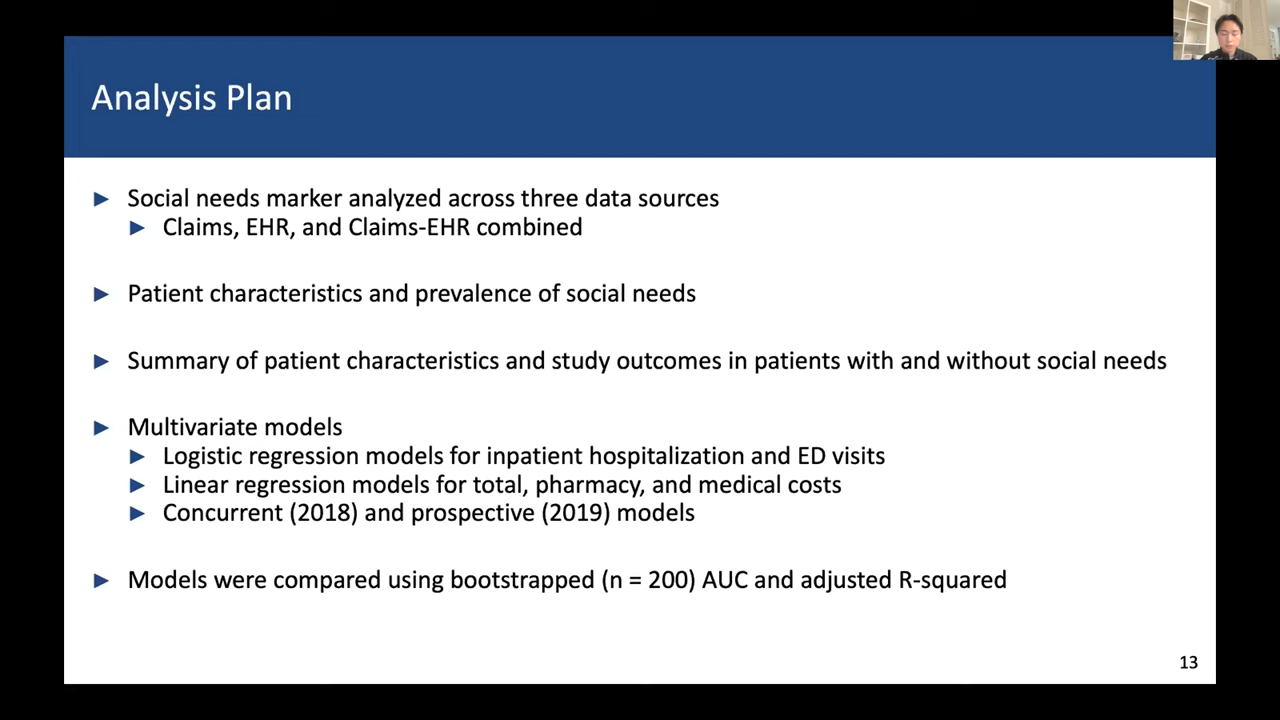 Analysis Plan
► Social needs marker analyzed across three data sources
► Claims, EHR, and Claims-EHR combined
► Patient characteristics and prevalence of social needs
► Summary of patient characteristics and study outcomes in patients with and without social needs
► Multivariate models
► Logistic regression models for inpatient hospitalization and ED visits
► Linear regression models for total, pharmacy, and medical costs
► Concurrent (2018) and prospective (2019) models
► Models were compared using bootstrapped (n = 200) AUC and adjusted R-squared
13